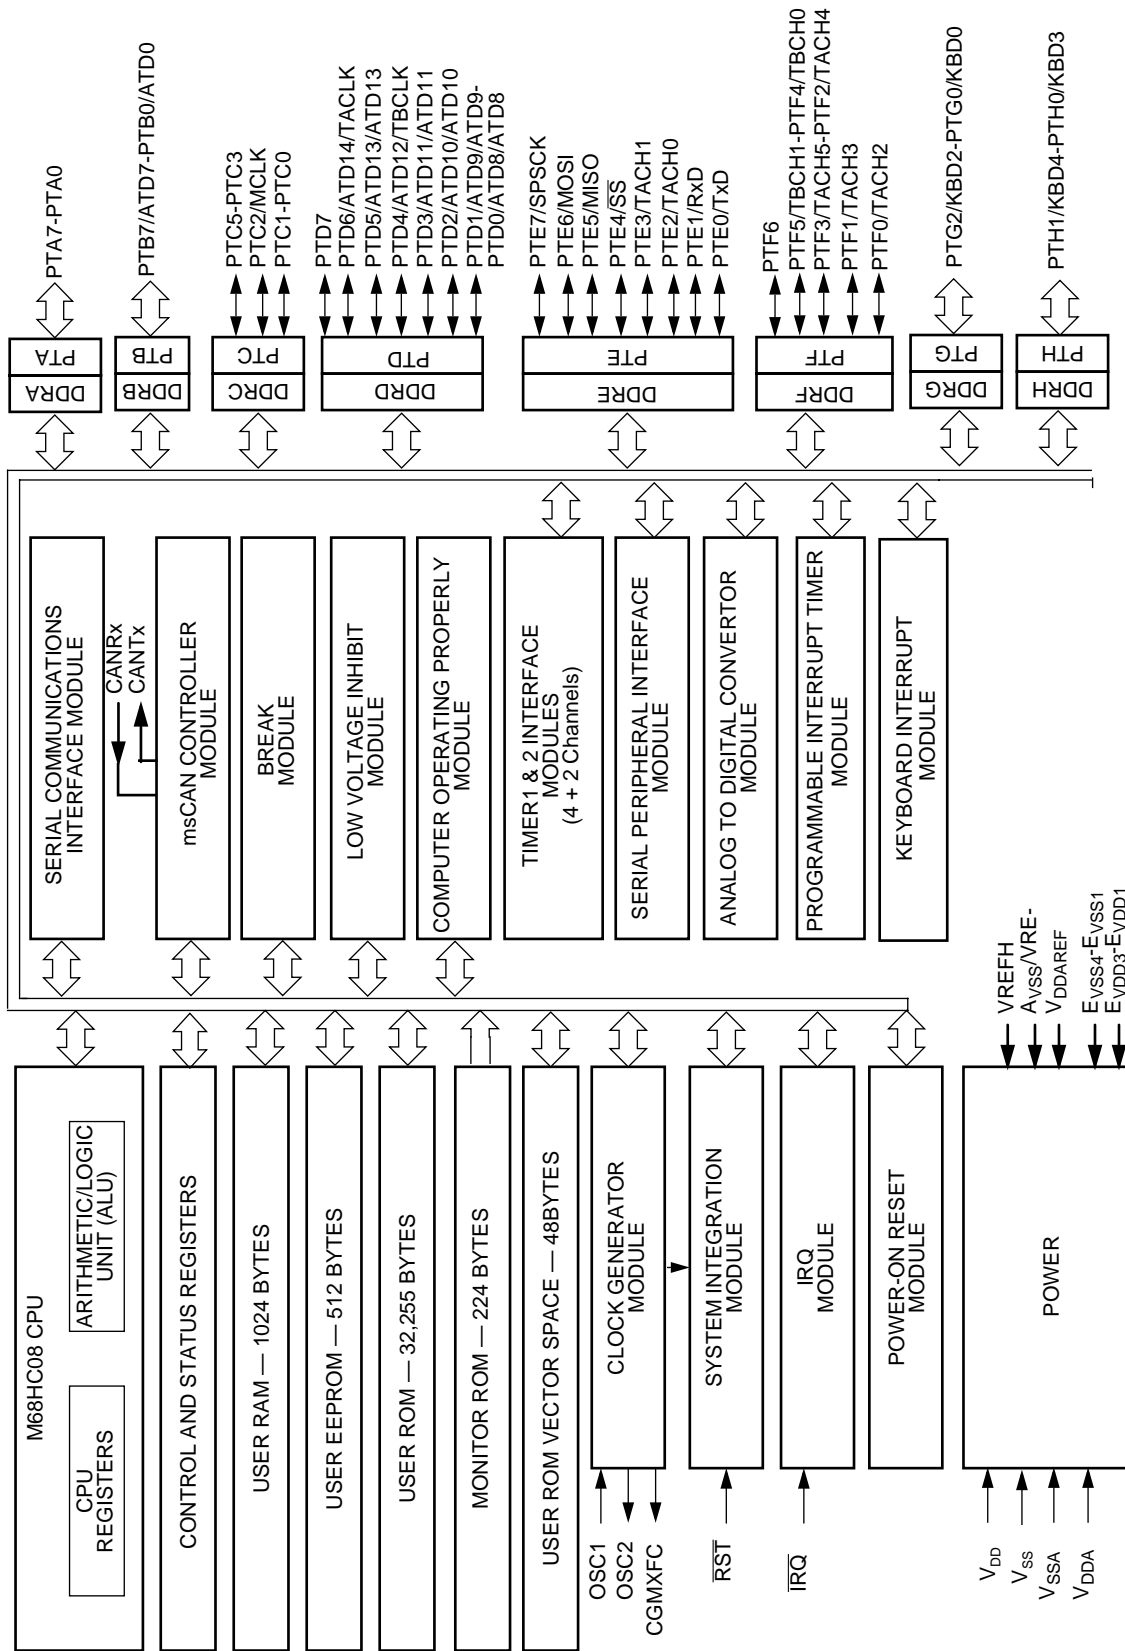 M68HC08 CPU
CPU
REGISTERS
ARITHMETIC/LOGIC
UNIT (ALU)
CONTROL AND STATUS REGISTERS
USER RAM — 1024 BYTES
USER EEPROM — 512 BYTES
USER ROM — 32,255 BYTES
MONITOR ROM — 224 BYTES
USER ROM VECTOR SPACE — 48BYTES
OSC1
OSC2
CGMXFC
CLOCK GENERATOR
MODULE
RST
SYSTEM INTEGRATION
MODULE
IRQ
IRQ
MODULE
POWER-ON RESET
MODULE
VDD
VSS
VSSA
VDDA
POWER
VREFH
AVSS/VRE-
VDDAREF
EVSS4-EVSS1
EVDD3-EVDD1
SERIAL COMMUNICATIONS
INTERFACE MODULE
CANRx
CANTx
msCAN CONTROLLER
MODULE
BREAK
MODULE
LOW VOLTAGE INHIBIT
MODULE
COMPUTER OPERATING PROPERLY
MODULE
TIMER1 & 2 INTERFACE
MODULES
(4 + 2 Channels)
SERIAL PERIPHERAL INTERFACE
MODULE
ANALOG TO DIGITAL CONVERTOR
MODULE
PROGRAMMABLE INTERRUPT TIMER
MODULE
KEYBOARD INTERRUPT
MODULE
DDRA
PTA
PTA7-PTA0
DDRB
PTB
PTB7/ATD7-PTB0/ATD0
DDRC
PTC
PTC5-PTC3
PTC2/MCLK
PTC1-PTC0
DDRD
PTD
PTD7
PTD6/ATD14/TACLK
PTD5/ATD13/ATD13
PTD4/ATD12/TBCLK
PTD3/ATD11/ATD11
PTD2/ATD10/ATD10
PTD1/ATD9/ATD9-
PTD0/ATD8/ATD8
DDRE
PTE
PTE7/SPSCK
PTE6/MOSI
PTE5/MISO
PTE4/SS
PTE3/TACH1
PTE2/TACH0
PTE1/RxD
PTE0/TxD
DDRF
PTF
PTF6
PTF5/TBCH1-PTF4/TBCH0
PTF3/TACH5-PTF2/TACH4
PTF1/TACH3
PTF0/TACH2
DDRG
PTG
PTG2/KBD2-PTG0/KBD0
DDRH
PTH
PTH1/KBD4-PTH0/KBD3